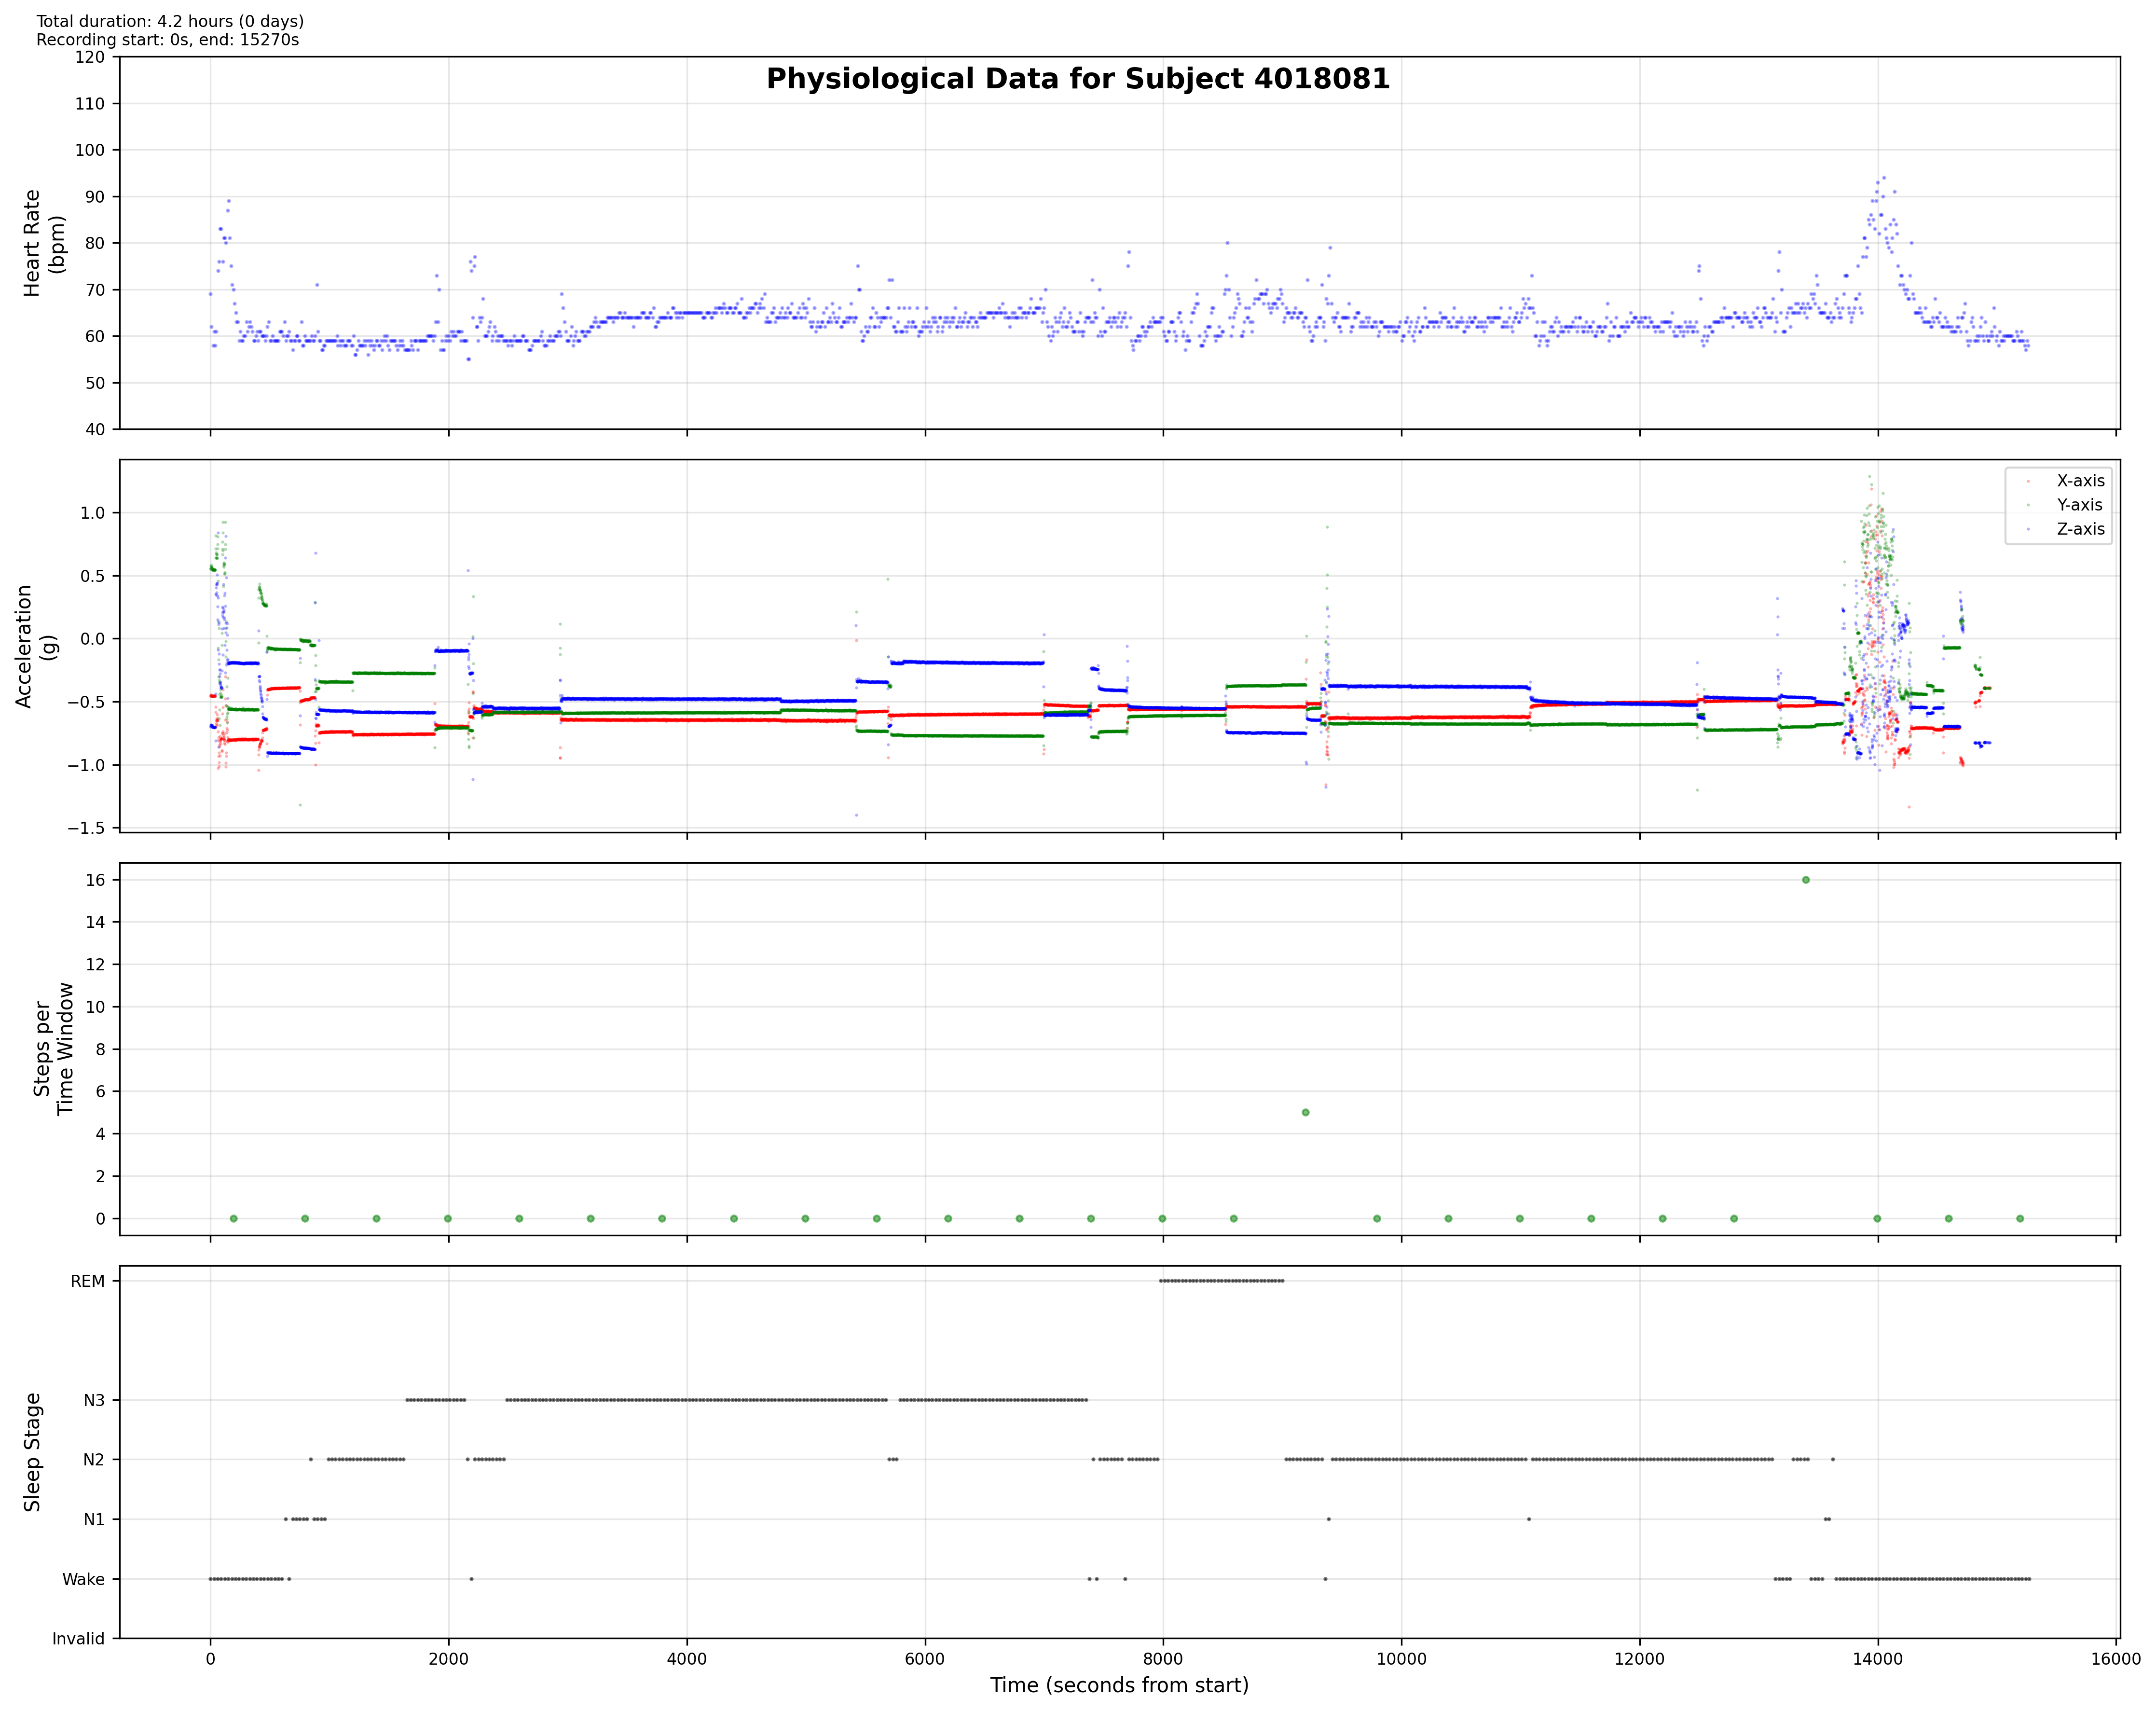 Total duration: 4.2 hours (0 days)
Recording start: 0s, end: 15270s
Physiological Data for Subject 4018081
120
110
100
90
80
70
60
50
40
Heart Rate
(bpm)
X-axis
Y-axis
Z-axis
1.0
0.5
0.0
−0.5
−1.0
−1.5
Acceleration
(g)
16
14
12
10
8
6
4
2
0
Steps per
Time Window
REM
N3
N2
N1
Wake
Invalid
Sleep Stage
0 2000 4000 6000 8000 10000 12000 14000 16000
Time (seconds from start)